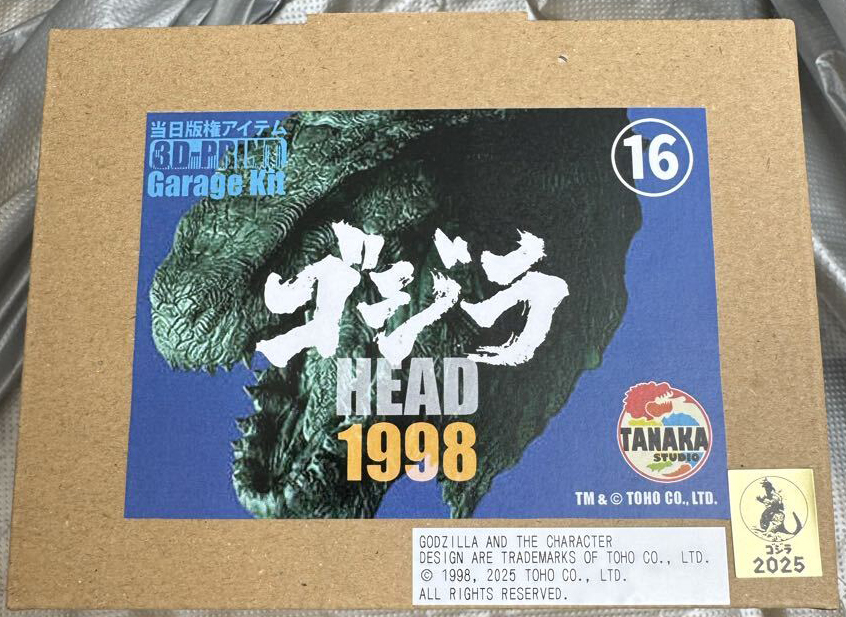 当日版権アイテム
3D-PRINT
Garage Kit
16
ゴジラ
HEAD
1998
TANAKA
STUDIO
TM & © TOHO CO., LTD.
GODZILLA AND THE CHARACTER
DESIGN ARE TRADEMARKS OF TOHO CO., LTD.
© 1998, 2025 TOHO CO., LTD.
ALL RIGHTS RESERVED.
ゴジラ
2025